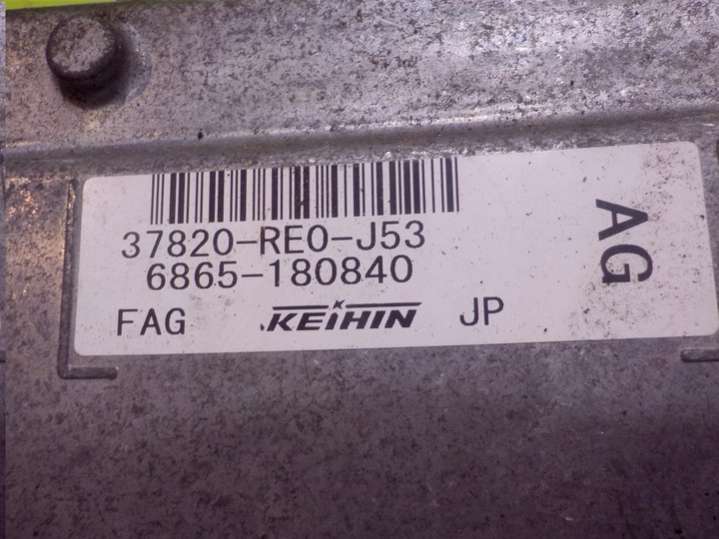 37820-RE0-J53
6865-180840
FAG KEIHIN JP
AG